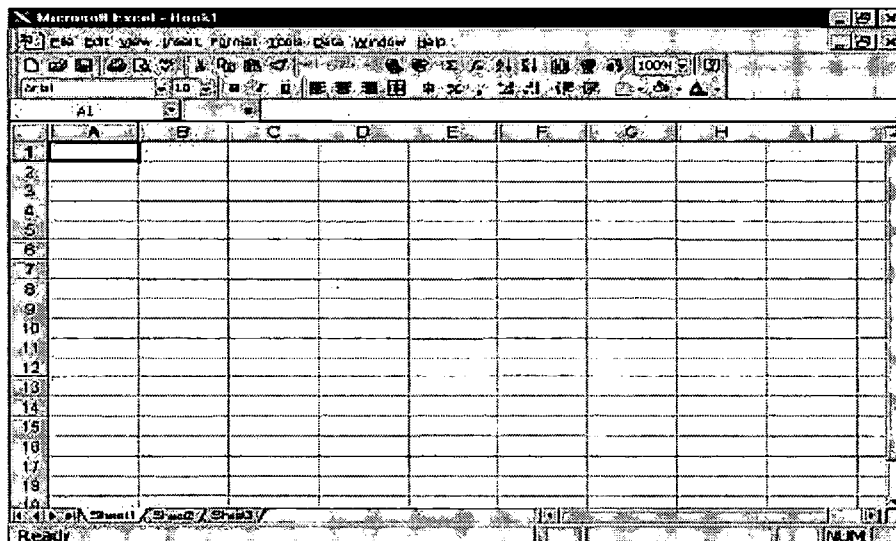 Microsoft Excel - Book1
File Edit View Insert Format Tools Data Window Help
100%
Arial 10
A1
A B C D E F G H I
1
2
3
4
5
6
7
8
9
10
11
12
13
14
15
16
17
18
19
Sheet1 Sheet2 Sheet3
Ready NUM